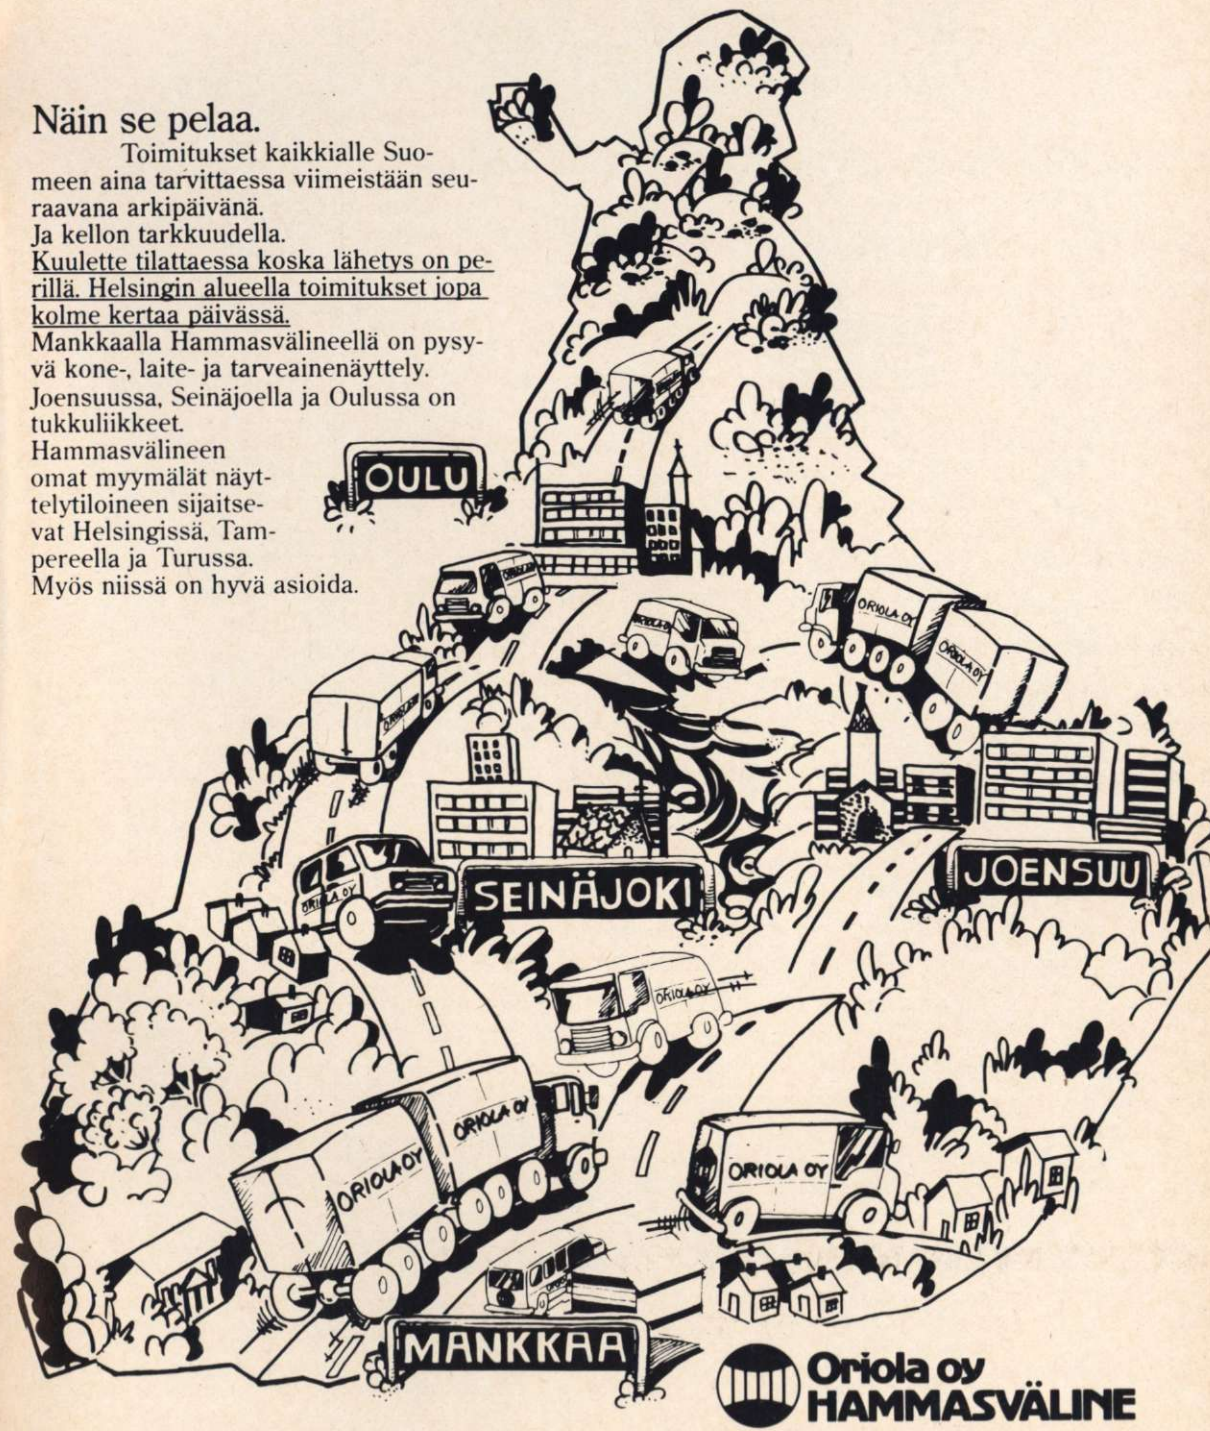 Näin se pelaa.
Toimitukset kaikkialle Suo-
meen aina tarvittaessa viimeistään seu-
raavana arkipäivänä.
Ja kellon tarkkuudella.
Kuulette tilattaessa koska lähetys on pe-
rillä. Helsingin alueella toimitukset jopa
kolme kertaa päivässä.
Mankkaalla Hammasvälineellä on pysy-
vä kone-, laite- ja tarveainenäyttely.
Joensuussa, Seinäjoella ja Oulussa on
tukkuliikkeet.
Hammasvälineen
omat myymälät näyt-
telytiloineen sijaitse-
vat Helsingissä, Tam-
pereella ja Turussa.
Myös niissä on hyvä asioida.
OULU
ORIOLA OY
ORIOLA OY
SEINÄJOKI
JOENSUU
ORIOLA OY
ORIOLA OY
ORIOLA OY
ORIOLA OY
ORIOLA OY
MANKKAA
Oriola oy
HAMMASVÄLINE